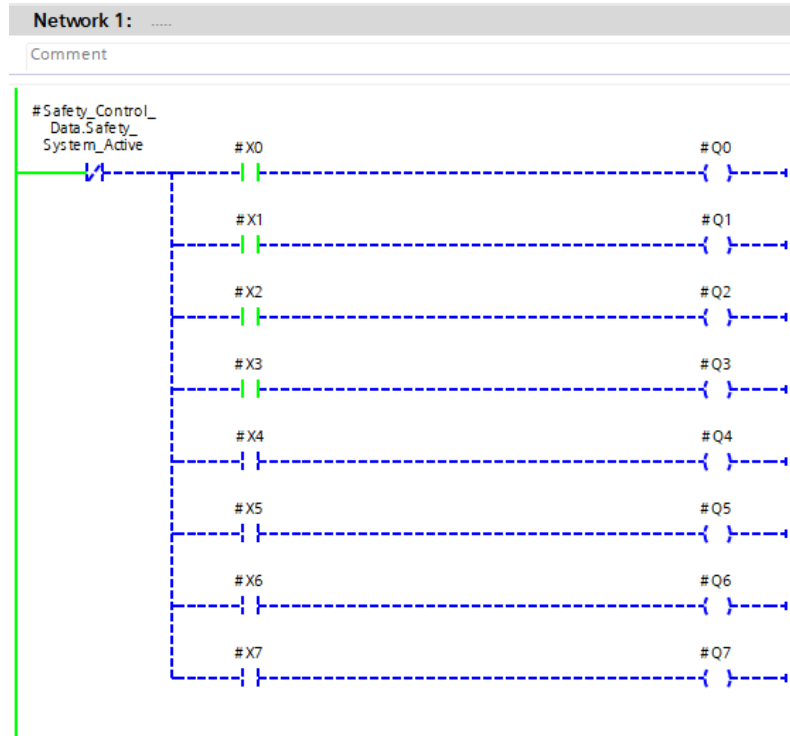 Network 1: .....
Comment
#Safety_Control_
Data.Safety_
System_Active
#X0 #Q0
#X1 #Q1
#X2 #Q2
#X3 #Q3
#X4 #Q4
#X5 #Q5
#X6 #Q6
#X7 #Q7